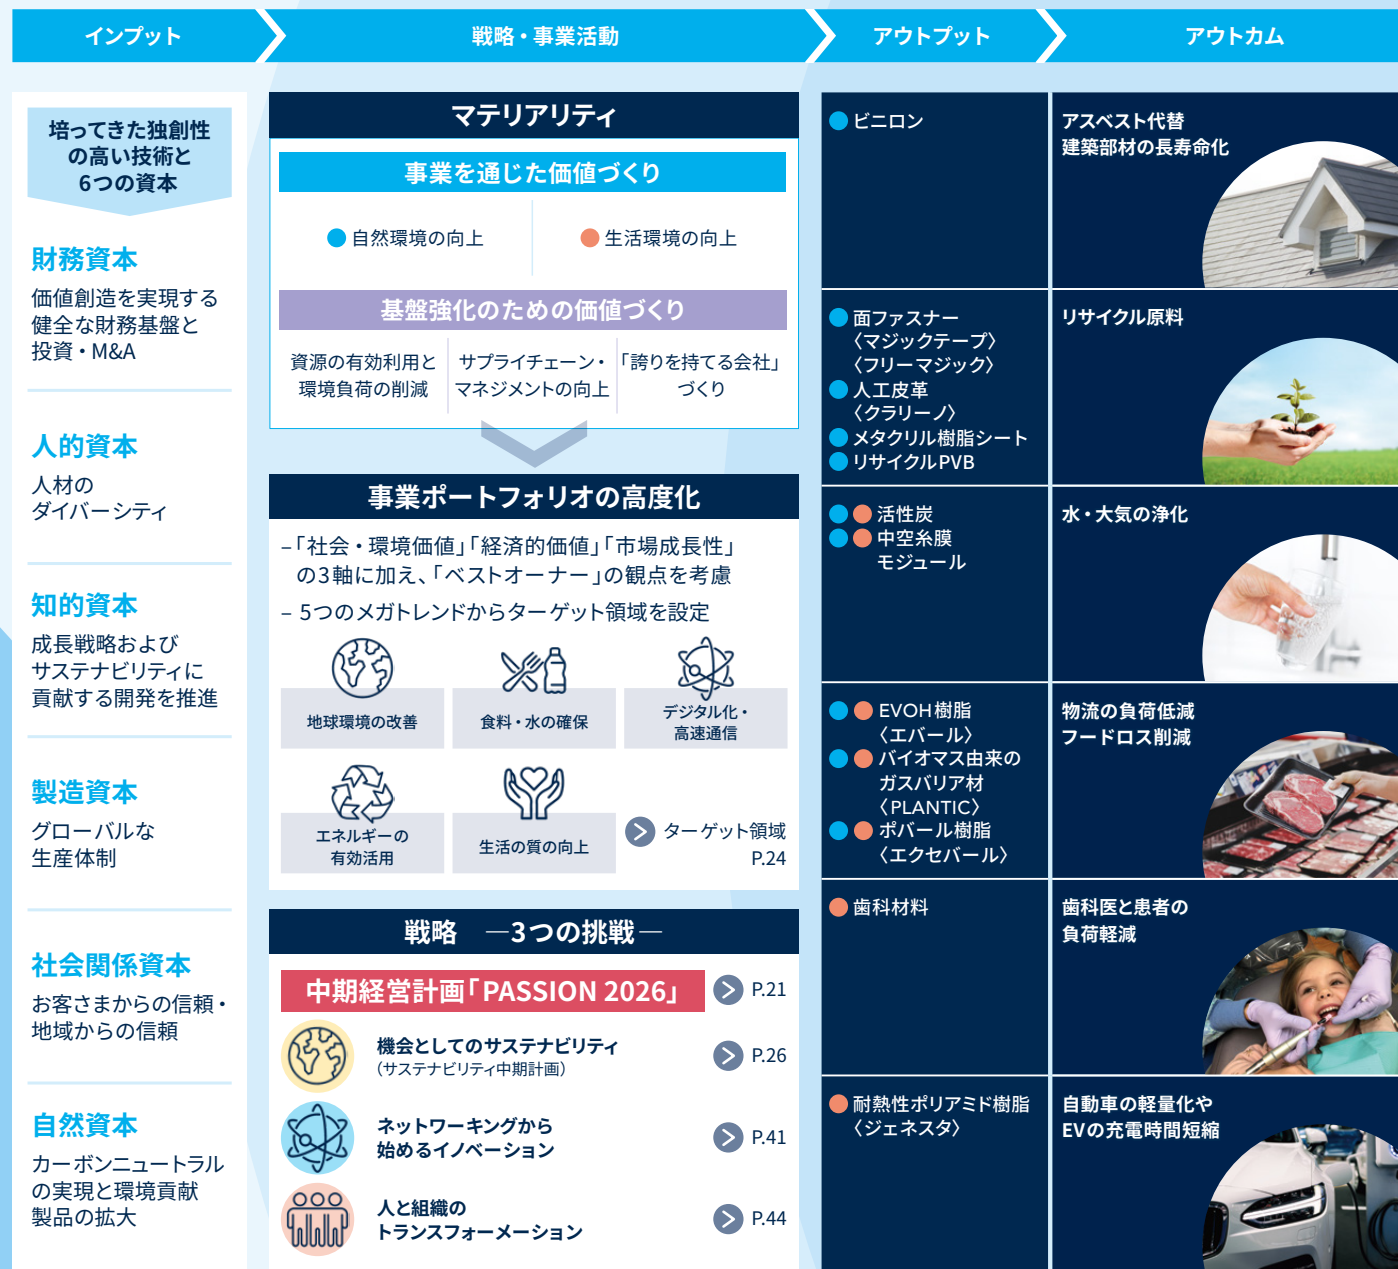 インプット
戦略・事業活動
アウトプット
アウトカム
培ってきた独創性
の高い技術と
6つの資本
財務資本
価値創造を実現する
健全な財務基盤と
投資・M&A
人的資本
人材の
ダイバーシティ
知的資本
成長戦略および
サステナビリティに
貢献する開発を推進
製造資本
グローバルな
生産体制
社会関係資本
お客さまからの信頼・
地域からの信頼
自然資本
カーボンニュートラル
の実現と環境貢献
製品の拡大
マテリアリティ
事業を通じた価値づくり
自然環境の向上
生活環境の向上
基盤強化のための価値づくり
資源の有効利用と
環境負荷の削減
サプライチェーン・
マネジメントの向上
「誇りを持てる会社」
づくり
事業ポートフォリオの高度化
–「社会・環境価値」「経済的価値」「市場成長性」
の3軸に加え、「ベストオーナー」の観点を考慮
– 5つのメガトレンドからターゲット領域を設定
地球環境の改善
食料・水の確保
デジタル化・
高速通信
エネルギーの
有効活用
生活の質の向上
ターゲット領域
P.24
戦略 ―3つの挑戦―
中期経営計画「PASSION 2026」
P.21
機会としてのサステナビリティ
(サステナビリティ中期計画)
P.26
ネットワーキングから
始めるイノベーション
P.41
人と組織の
トランスフォーメーション
P.44
ビニロン
アスベスト代替
建築部材の長寿命化
面ファスナー
〈マジックテープ〉
〈フリーマジック〉
人工皮革
〈クラリーノ〉
メタクリル樹脂シート
リサイクルPVB
リサイクル原料
活性炭
中空糸膜
モジュール
水・大気の浄化
EVOH樹脂
〈エバール〉
バイオマス由来の
ガスバリア材
〈PLANTIC〉
ポバール樹脂
〈エクセバール〉
物流の負荷低減
フードロス削減
歯科材料
歯科医と患者の
負荷軽減
耐熱性ポリアミド樹脂
〈ジェネスタ〉
自動車の軽量化や
EVの充電時間短縮